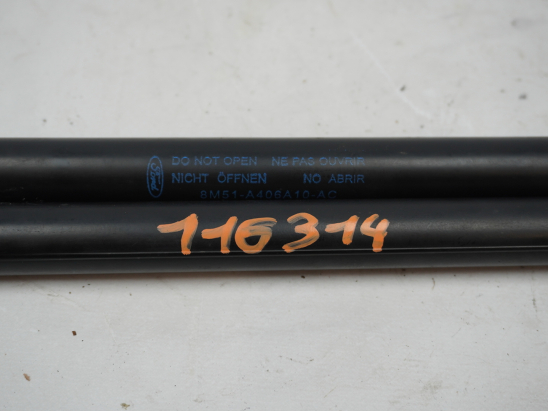 DO NOT OPEN NE PAS OUVRIR
NICHT ÖFFNEN NO ABRIR
8M51-A406A10-AC
116314